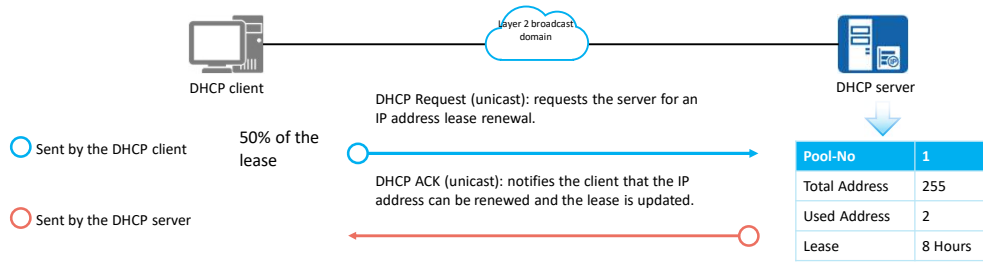 Layer 2 broadcast
domain
DHCP client
DHCP server
DHCP Request (unicast): requests the server for an
IP address lease renewal.
Sent by the DHCP client
50% of the
lease
DHCP ACK (unicast): notifies the client that the IP
address can be renewed and the lease is updated.
Sent by the DHCP server
Pool-No 1
Total Address 255
Used Address 2
Lease 8 Hours
IP